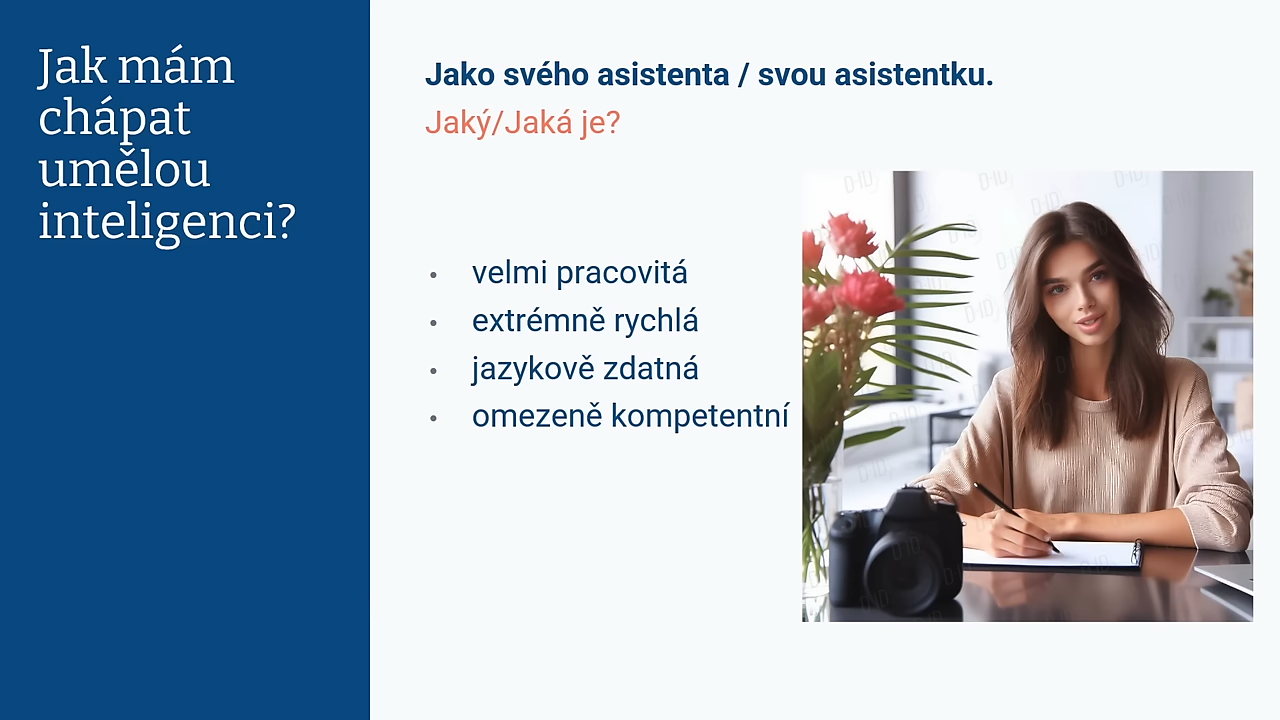 Jak mám
chápat
umělou
inteligenci?
Jako svého asistenta / svou asistentku.
Jaký/Jaká je?
• velmi pracovitá
• extrémně rychlá
• jazykově zdatná
• omezeně kompetentní
D-ID